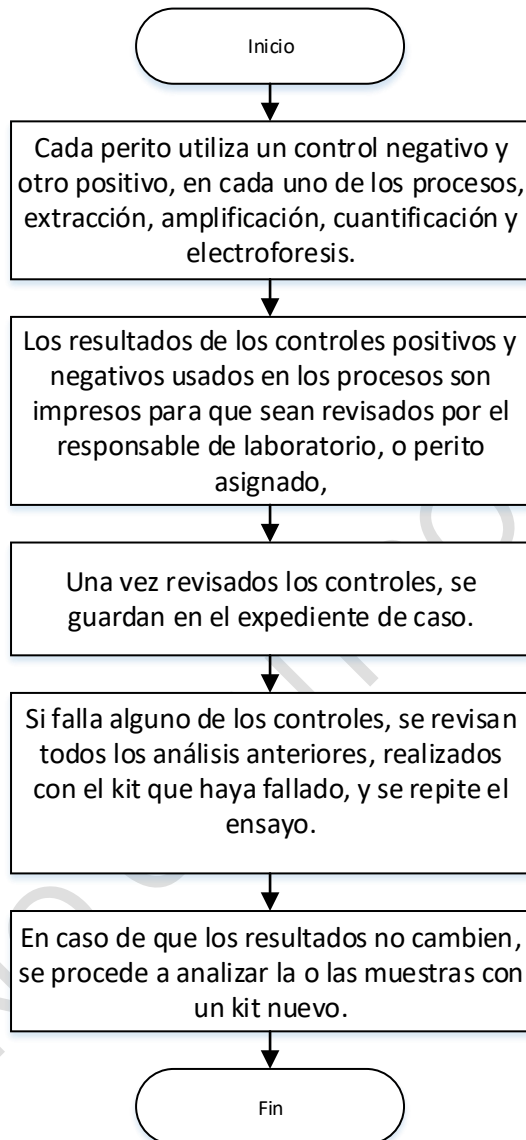 Inicio
Cada perito utiliza un control negativo y
otro positivo, en cada uno de los procesos,
extracción, amplificación, cuantificación y
electroforesis.
Los resultados de los controles positivos y
negativos usados en los procesos son
impresos para que sean revisados por el
responsable de laboratorio, o perito
asignado,
Una vez revisados los controles, se
guardan en el expediente de caso.
Si falla alguno de los controles, se revisan
todos los análisis anteriores, realizados
con el kit que haya fallado, y se repite el
ensayo.
En caso de que los resultados no cambien,
se procede a analizar la o las muestras con
un kit nuevo.
Fin